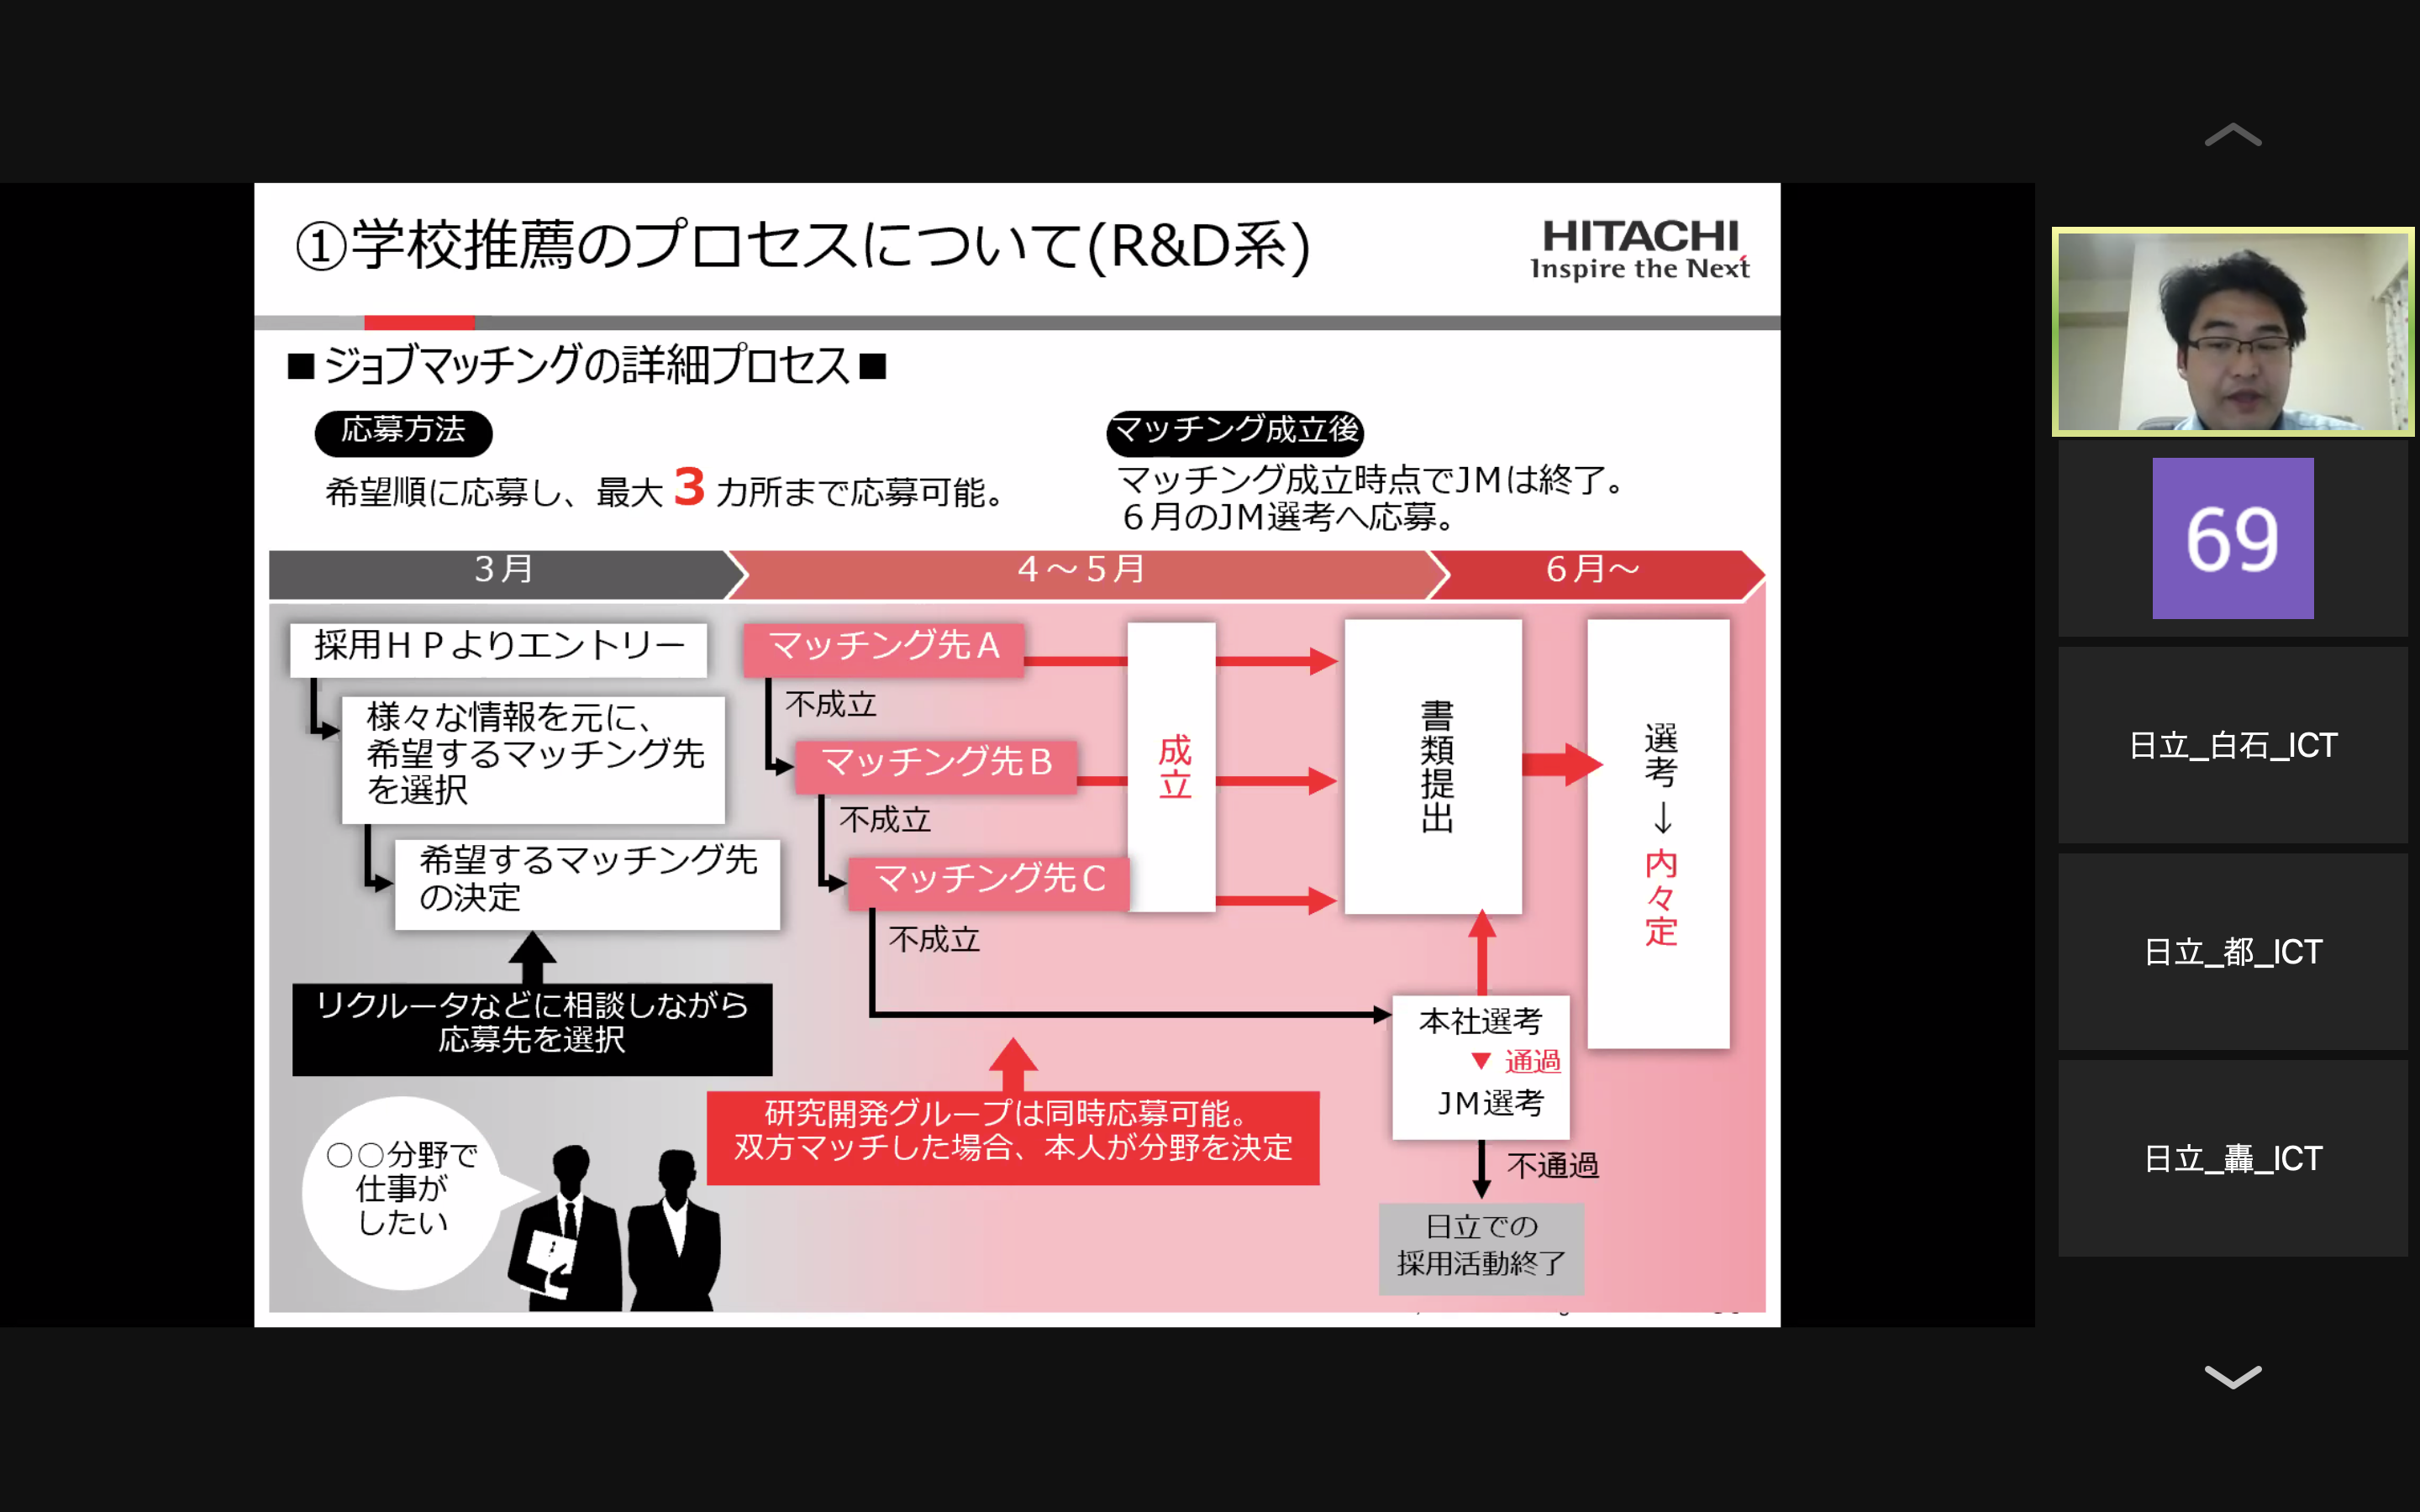 ①学校推薦のプロセスについて(R&D系)
HITACHI
Inspire the Next
■ジョブマッチングの詳細プロセス■
応募方法
希望順に応募し、最大3カ所まで応募可能。
マッチング成立後
マッチング成立時点でJMは終了。
６月のJM選考へ応募。
３月
４～５月
６月～
採用ＨＰよりエントリー
様々な情報を元に、
希望するマッチング先
を選択
希望するマッチング先
の決定
リクルータなどに相談しながら
応募先を選択
○○分野で
仕事が
したい
マッチング先Ａ
不成立
マッチング先Ｂ
不成立
マッチング先Ｃ
不成立
成立
研究開発グループは同時応募可能。
双方マッチした場合、本人が分野を決定
書類提出
選考→内々定
本社選考
▼ 通過
JM選考
不通過
日立での
採用活動終了
69
日立_白石_ICT
日立_都_ICT
日立_轟_ICT